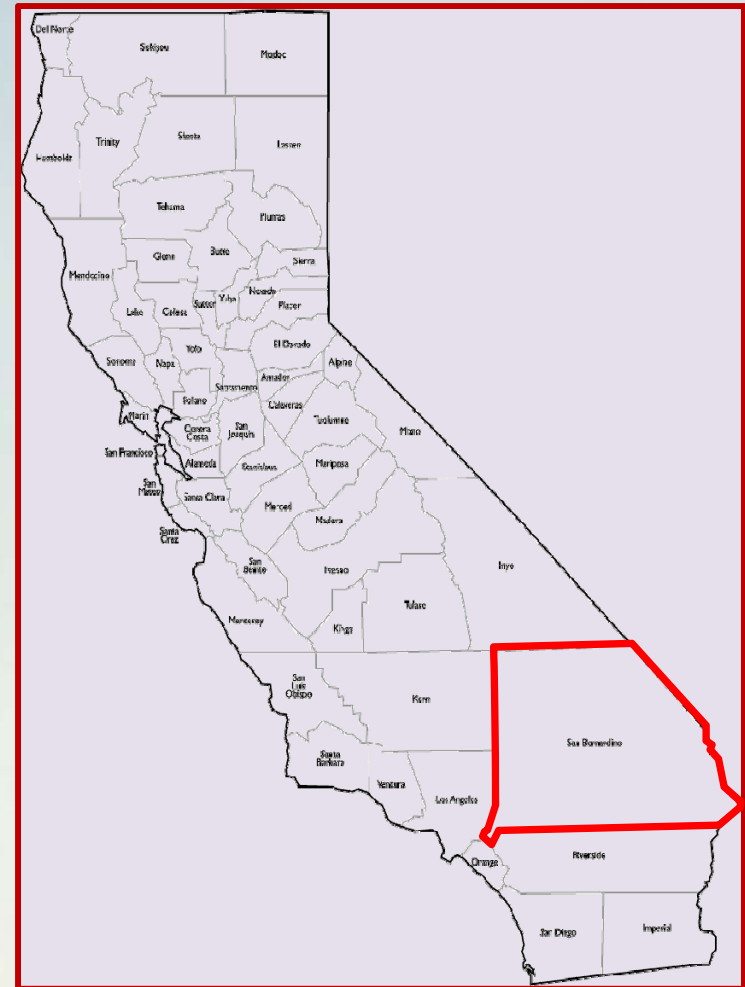 Del Norte
Siskiyou
Modoc
Humboldt
Trinity
Shasta
Lassen
Tehama
Plumas
Glenn
Butte
Sierra
Mendocino
Lake
Colusa
Sutter
Yuba
Nevada
Placer
Yolo
El Dorado
Sonoma
Napa
Alpine
Sacramento
Amador
Solano
Calaveras
Marin
Contra
Costa
San
Joaquin
Tuolumne
Mono
San Francisco
Alameda
Stanislaus
Mariposa
San
Mateo
Santa Clara
Merced
Madera
Santa
Cruz
San
Benito
Fresno
Inyo
Tulare
Monterey
Kings
San
Luis
Obispo
Kern
San Bernardino
Santa
Barbara
Ventura
Los Angeles
Orange
Riverside
San Diego
Imperial